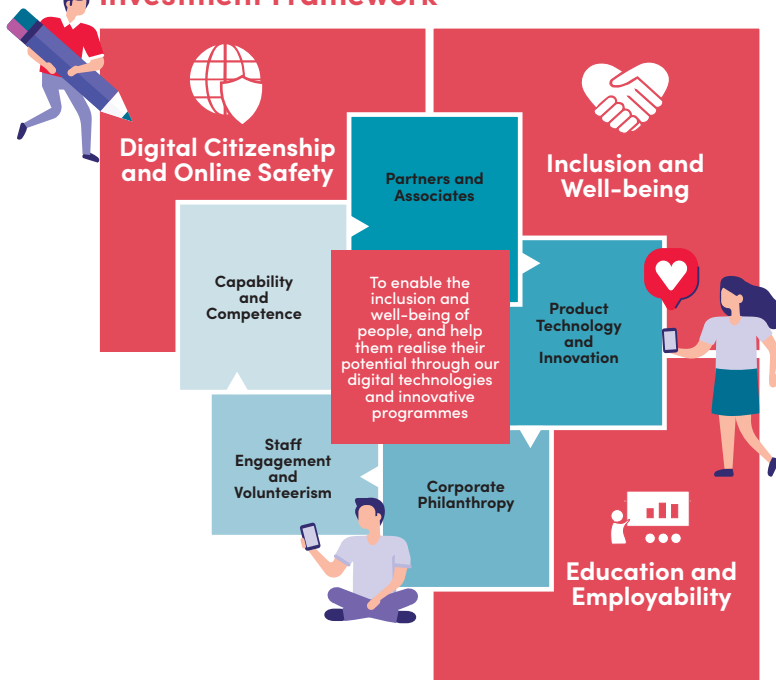 Investment Framework
Digital Citizenship
and Online Safety
Inclusion and
Well-being
Partners and
Associates
Capability
and
Competence
To enable the
inclusion and
well-being of
people, and help
them realise their
potential through our
digital technologies
and innovative
programmes
Product
Technology
and
Innovation
Staff
Engagement
and
Volunteerism
Corporate
Philanthropy
Education and
Employability